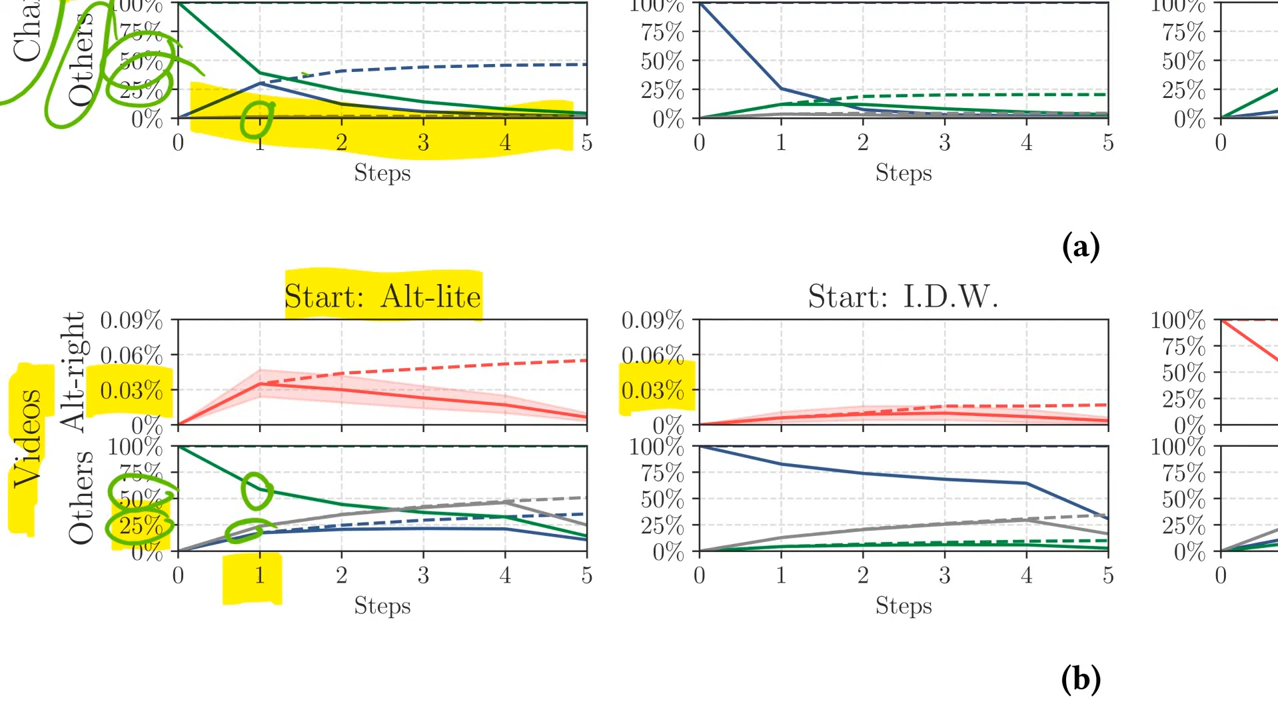 Cha
Others
100%
75%
50%
25%
0%
0 1 2 3 4 5
Steps
100%
75%
50%
25%
0%
0 1 2 3 4 5
Steps
100%
75%
50%
25%
0%
0
(a)
Videos
Start: Alt-lite
Alt-right
0.09%
0.06%
0.03%
0%
Others
100%
75%
50%
25%
0%
0 1 2 3 4 5
Steps
Start: I.D.W.
0.09%
0.06%
0.03%
0%
100%
75%
50%
25%
0%
0 1 2 3 4 5
Steps
100%
75%
50%
25%
0%
100%
75%
50%
25%
0%
0
(b)